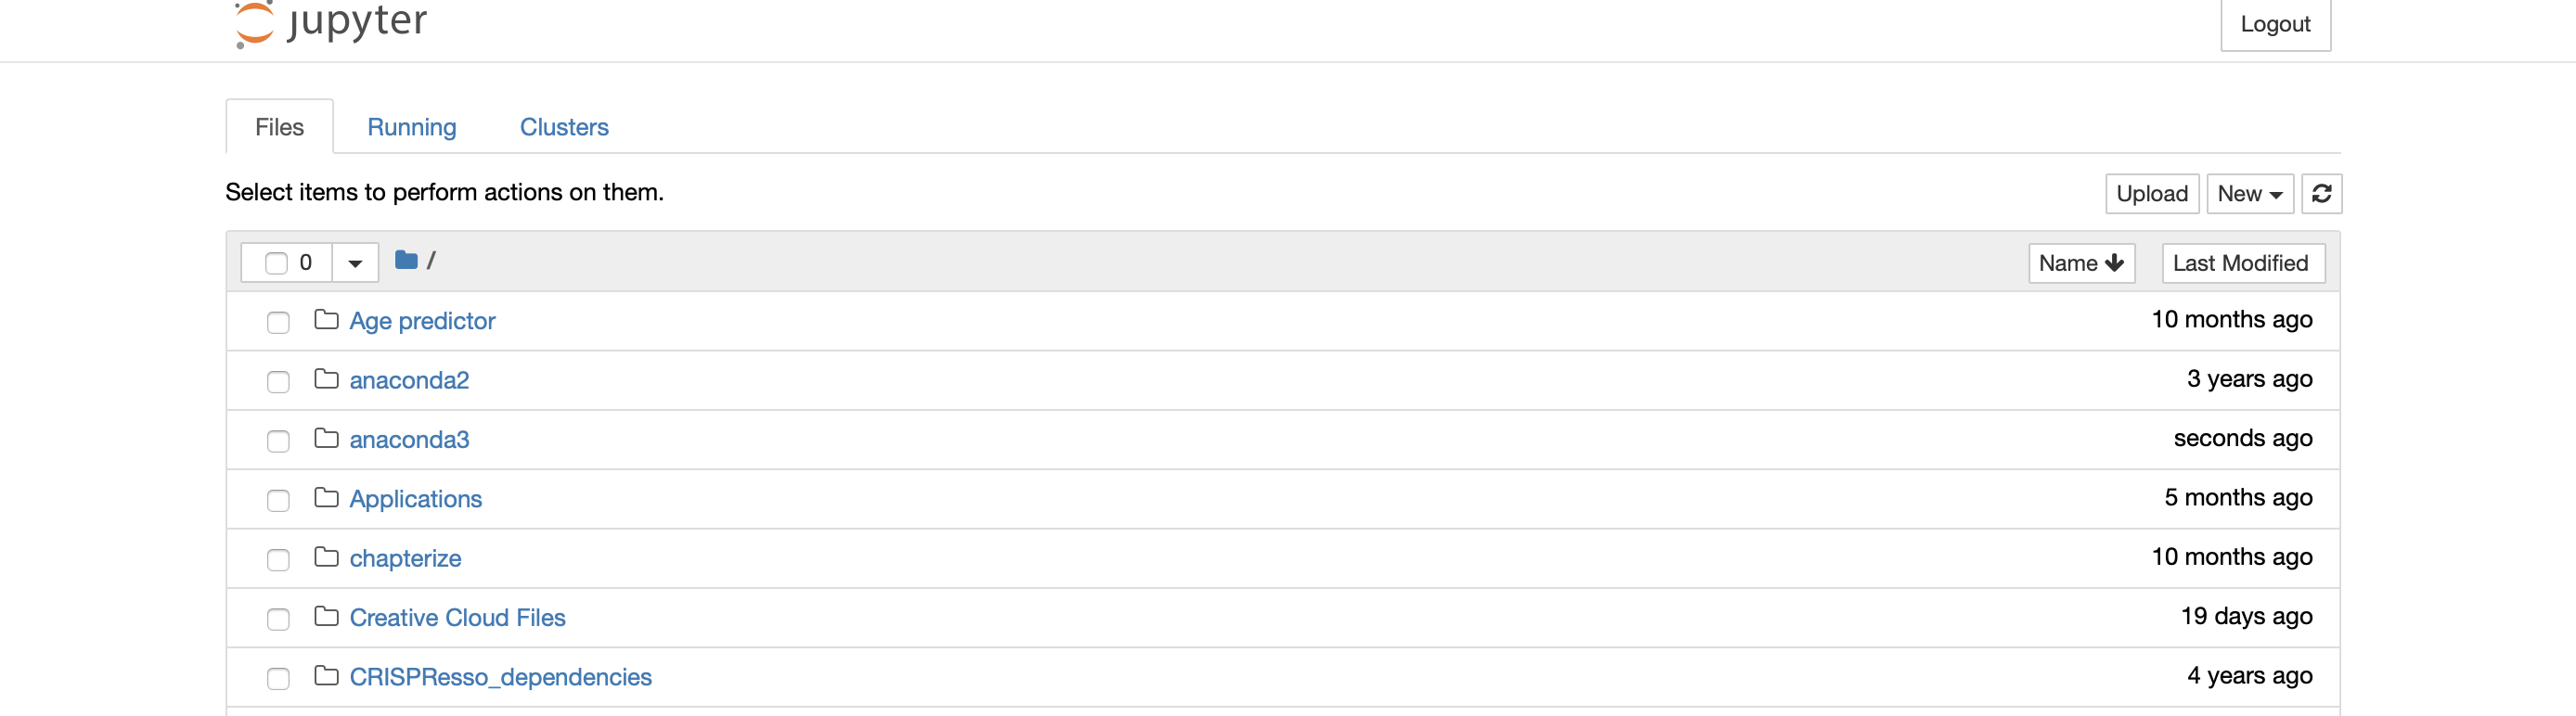 jupyter
Logout
Files Running Clusters
Select items to perform actions on them.
Upload New
0 / Name Last Modified
Age predictor 10 months ago
anaconda2 3 years ago
anaconda3 seconds ago
Applications 5 months ago
chapterize 10 months ago
Creative Cloud Files 19 days ago
CRISPResso_dependencies 4 years ago